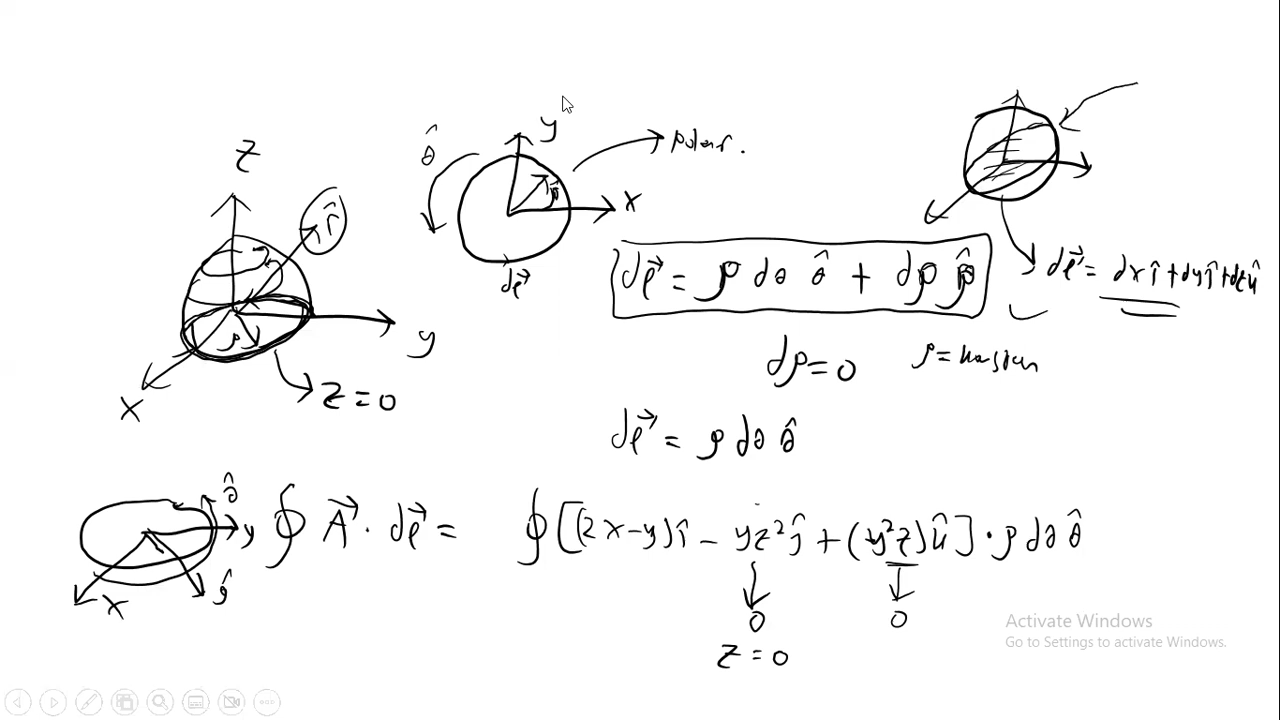 Z
r̂
y
X
ρ
Z = 0
θ̂
y
X
dℓ⃗
polar.
dℓ⃗ = ρ dθ θ̂ + dρ ρ̂
dℓ⃗ = dx î + dy ĵ + dz k̂
dρ = 0
dℓ⃗ = ρ dθ θ̂
θ̂
y
X
ρ̂
∮ A⃗ · dℓ⃗ = ∮ [(2x-y)î - yz²ĵ + (y²z)k̂] · ρ dθ θ̂
0
0
Z = 0
Activate Windows
Go to Settings to activate Windows.